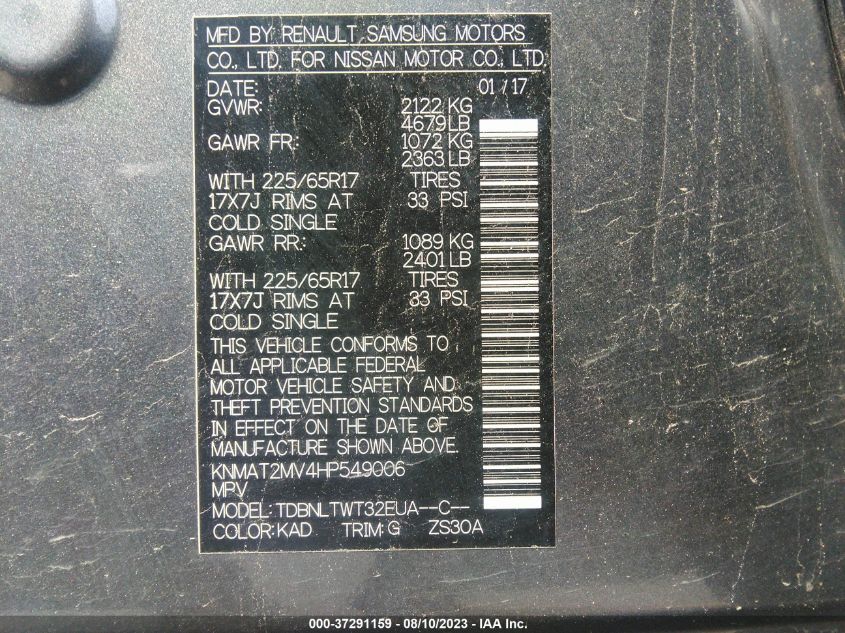 MFD BY RENAULT SAMSUNG MOTORS
CO., LTD. FOR NISSAN MOTOR CO., LTD.
DATE: 01/17
GVWR: 2122 KG
4679 LB
GAWR FR.: 1072 KG
2363 LB
WITH 225/65R17 TIRES
17X7J RIMS AT 33 PSI
COLD SINGLE
GAWR RR.: 1089 KG
2401 LB
WITH 225/65R17 TIRES
17X7J RIMS AT 33 PSI
COLD SINGLE
THIS VEHICLE CONFORMS TO
ALL APPLICABLE FEDERAL
MOTOR VEHICLE SAFETY AND
THEFT PREVENTION STANDARDS
IN EFFECT ON THE DATE OF
MANUFACTURE SHOWN ABOVE.
KNMAT2MV4HP549006
MPV
MODEL: TDBNLTWT32EUA--C--
COLOR: KAD TRIM: G ZS30A
000-37291159 - 08/10/2023 - IAA Inc.